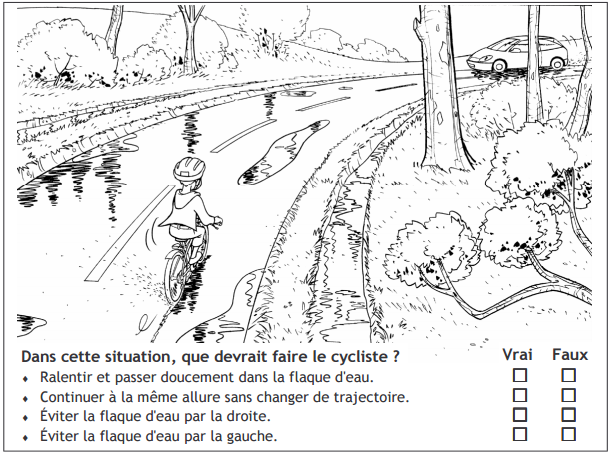 Dans cette situation, que devrait faire le cycliste ? Vrai Faux
♦ Ralentir et passer doucement dans la flaque d'eau.
♦ Continuer à la même allure sans changer de trajectoire.
♦ Éviter la flaque d'eau par la droite.
♦ Éviter la flaque d'eau par la gauche.